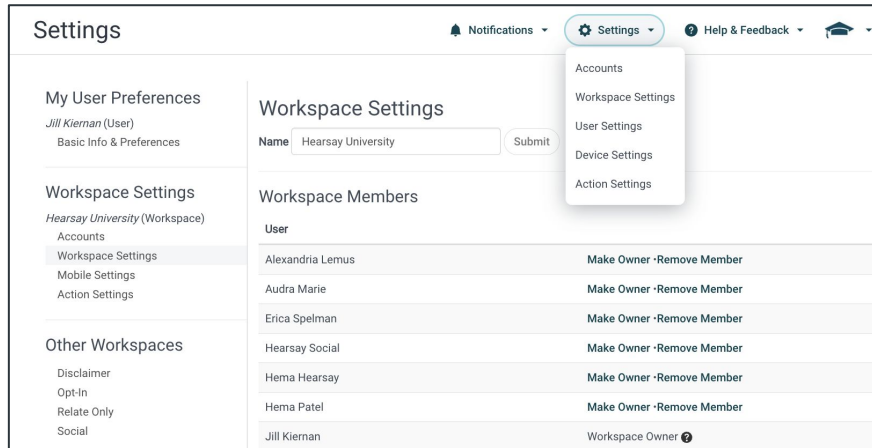 Settings
Notifications
Settings
Help & Feedback
Accounts
Workspace Settings
User Settings
Device Settings
Action Settings
My User Preferences
Jill Kiernan (User)
Basic Info & Preferences
Workspace Settings
Hearsay University (Workspace)
Accounts
Workspace Settings
Mobile Settings
Action Settings
Other Workspaces
Disclaimer
Opt-In
Relate Only
Social
Workspace Settings
Name Hearsay University Submit
Workspace Members
User
Alexandria Lemus Make Owner ·Remove Member
Audra Marie Make Owner ·Remove Member
Erica Spelman Make Owner ·Remove Member
Hearsay Social Make Owner ·Remove Member
Hema Hearsay Make Owner ·Remove Member
Hema Patel Make Owner ·Remove Member
Jill Kiernan Workspace Owner ?